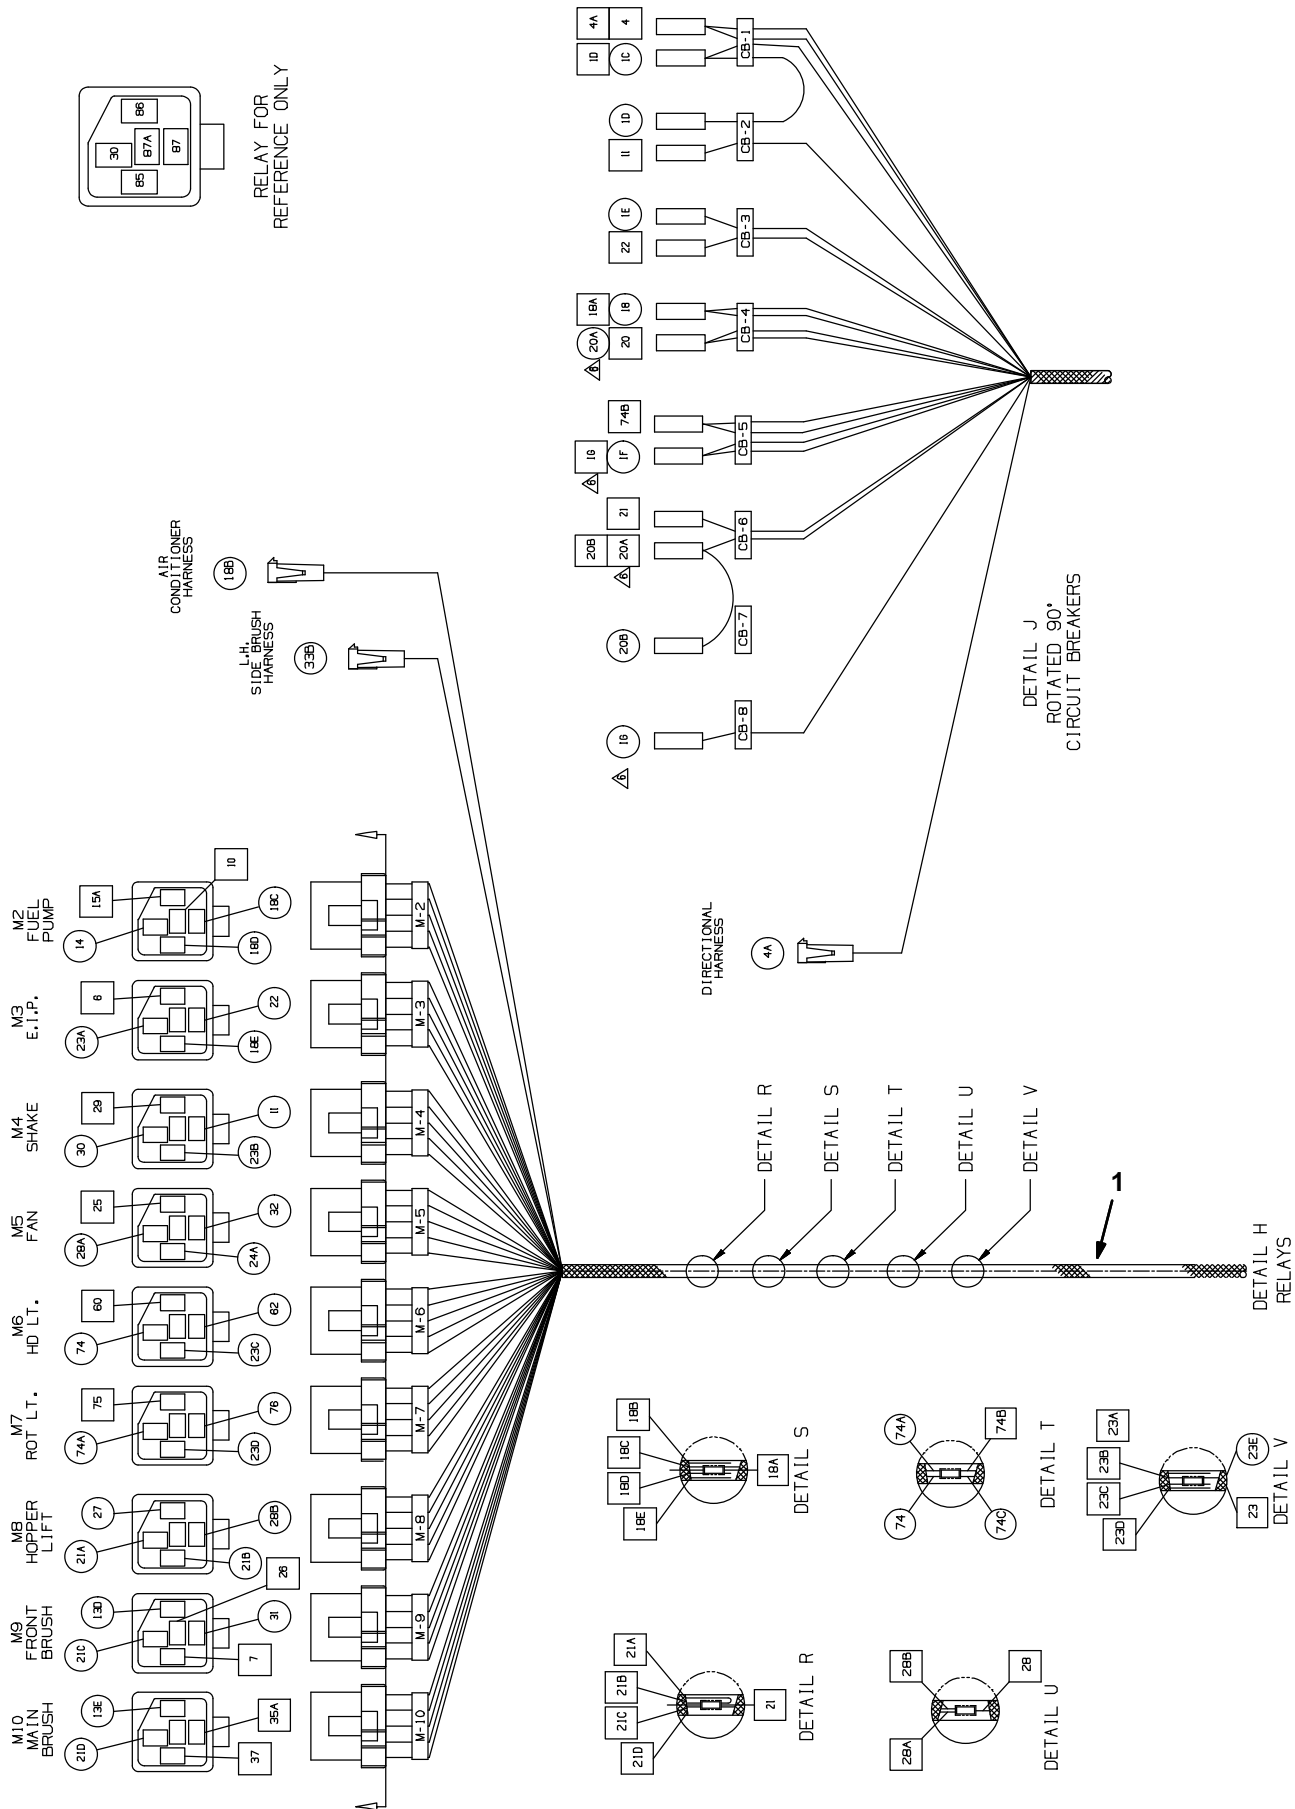 86
30
87A
87
85
RELAY FOR
REFERENCE ONLY
4A
4
1D
1C
CB-1
1D
11
CB-2
1E
22
CB-3
18A
18
20A
20
6
CB-4
74B
1G
1F
6
CB-5
21
20B
20A
6
CB-6
20B
CB-7
1G
6
CB-8
DETAIL J
ROTATED 90°
CIRCUIT BREAKERS
AIR
CONDITIONER
HARNESS
18B
L.H.
SIDE BRUSH
HARNESS
33B
DIRECTIONAL
HARNESS
4A
M2
FUEL
PUMP
14
15A
10
18C
18D
M-2
M3
E.I.P.
23A
6
22
18E
M-3
M4
SHAKE
30
29
11
23B
M-4
M5
FAN
28A
25
32
24A
M-5
M6
HD LT.
74
60
62
23C
M-6
M7
ROT LT.
74A
75
76
23D
M-7
M8
HOPPER
LIFT
21A
27
28B
21B
M-8
M9
FRONT
BRUSH
21C
13D
26
31
7
M-9
M10
MAIN
BRUSH
21D
13E
35A
37
M-10
DETAIL R
DETAIL S
DETAIL T
DETAIL U
DETAIL V
1
DETAIL H
RELAYS
18B
18C
18D
18E
18A
DETAIL S
74A
74B
74
74C
DETAIL T
23A
23B
23C
23D
23E
23
DETAIL V
21A
21B
21C
21D
21
DETAIL R
28B
28
28A
DETAIL U